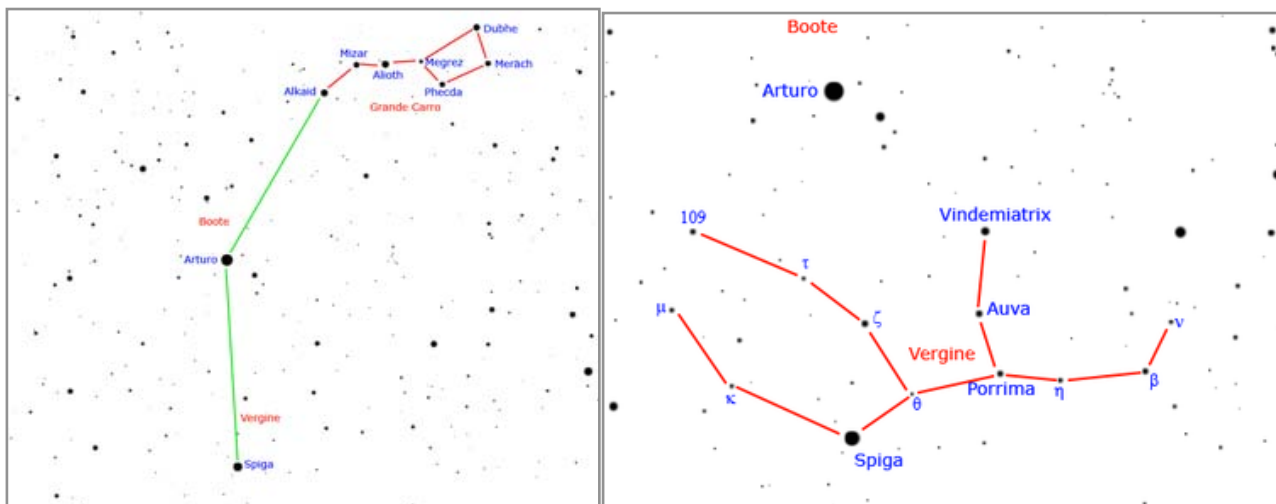 Dubhe
Mizar
Alioth
Megrez
Merach
Alkaid
Phecda
Grande Carro
Boote
Arturo
Vergine
Spiga
Boote
Arturo
109
Vindemiatrix
τ
μ
ζ
Auva
ν
Vergine
κ
θ
Porrima
η
β
Spiga